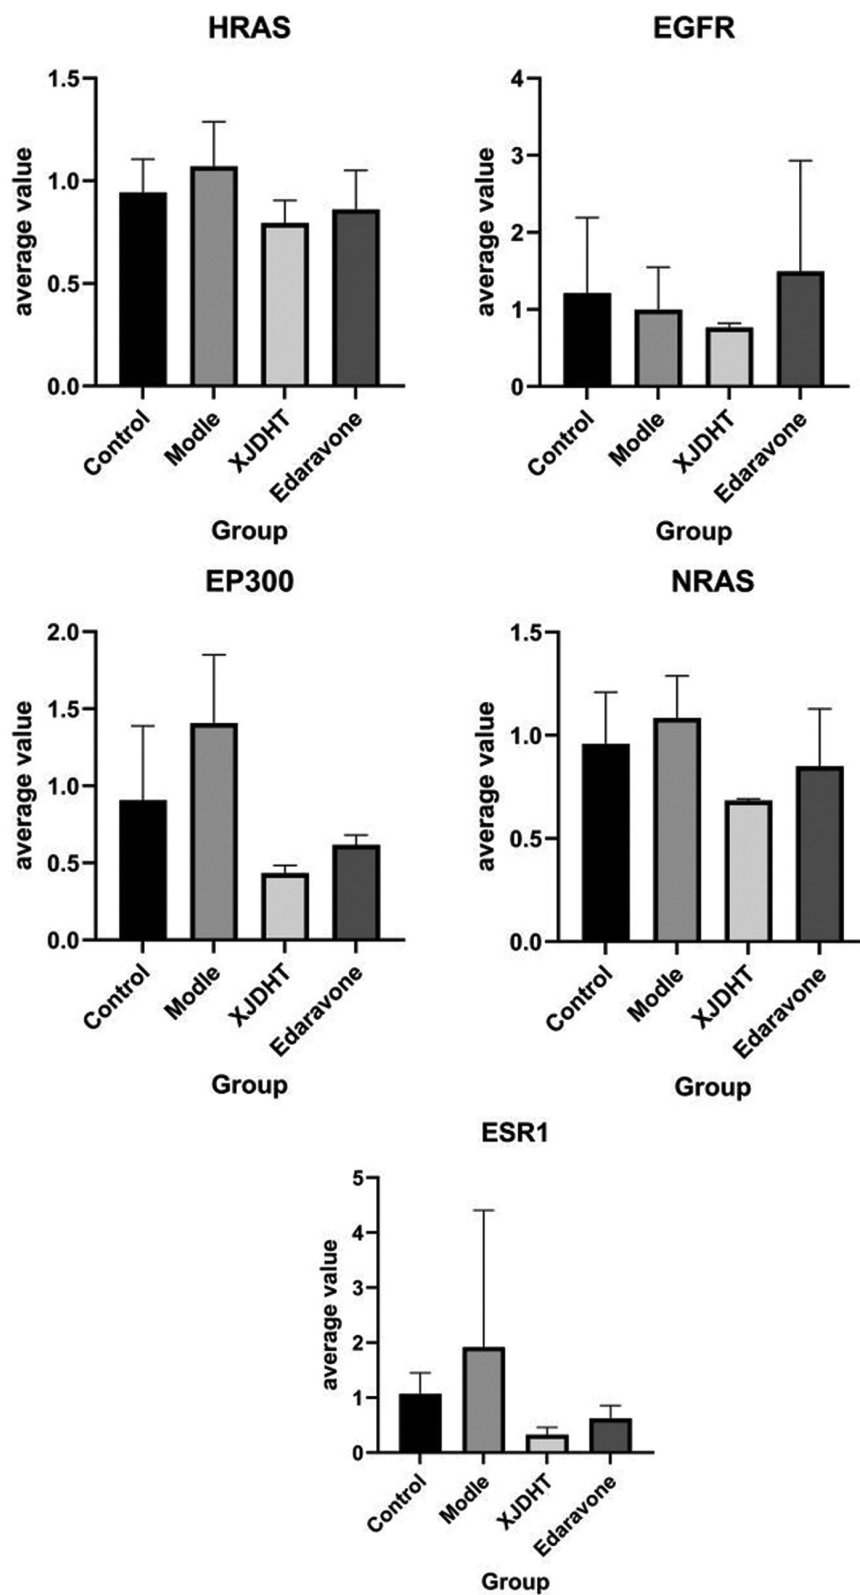 HRAS
1.5
1.0
0.5
0.0
average value
Control
Modle
XJDHT
Edaravone
Group
EGFR
4
3
2
1
0
average value
Control
Modle
XJDHT
Edaravone
Group
EP300
2.0
1.5
1.0
0.5
0.0
average value
Control
Modle
XJDHT
Edaravone
Group
NRAS
1.5
1.0
0.5
0.0
average value
Control
Modle
XJDHT
Edaravone
Group
ESR1
5
4
3
2
1
0
average value
Control
Modle
XJDHT
Edaravone
Group